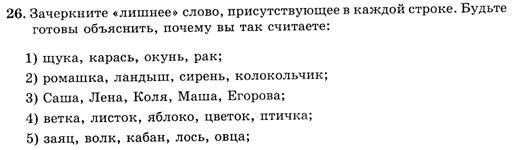 26. Зачеркните «лишнее» слово, присутствующее в каждой строке. Будьте
готовы объяснить, почему вы так считаете:
1) щука, карась, окунь, рак;
2) ромашка, ландыш, сирень, колокольчик;
3) Саша, Лена, Коля, Маша, Егорова;
4) ветка, листок, яблоко, цветок, птичка;
5) заяц, волк, кабан, лось, овца;